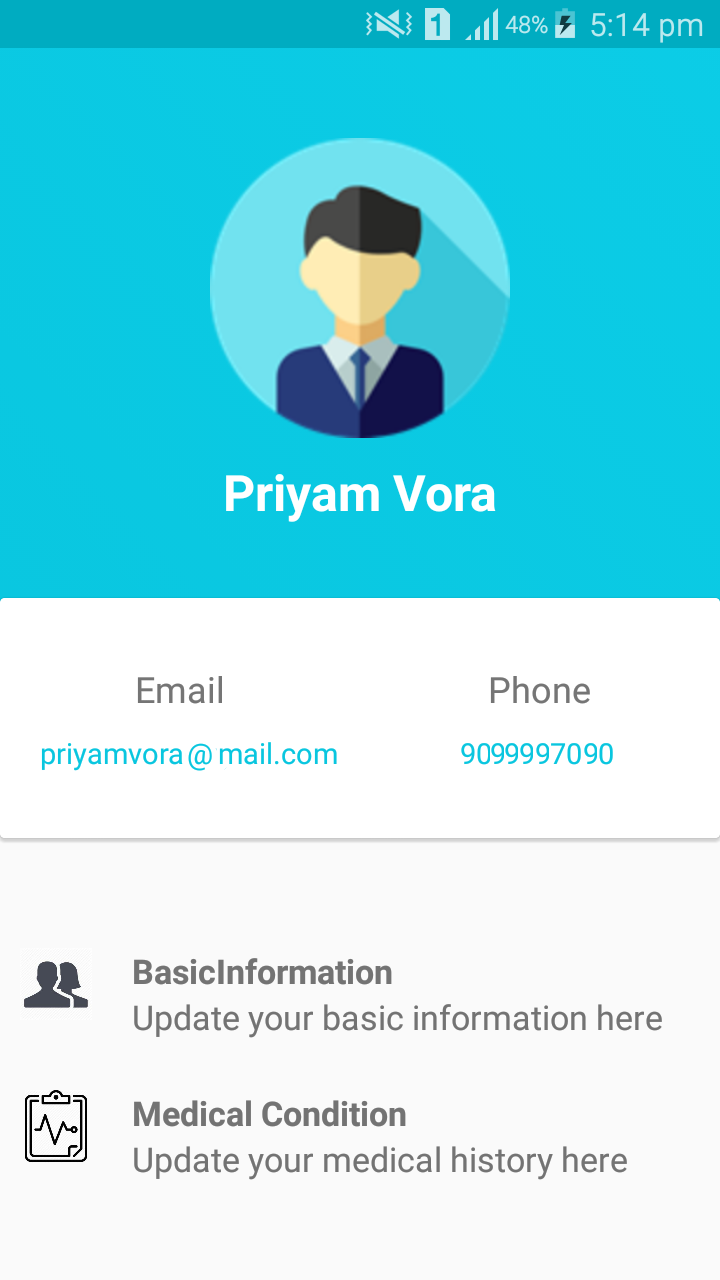 1 48% 5:14 pm
Priyam Vora
Email Phone
priyamvora@mail.com 9099997090
BasicInformation
Update your basic information here
Medical Condition
Update your medical history here